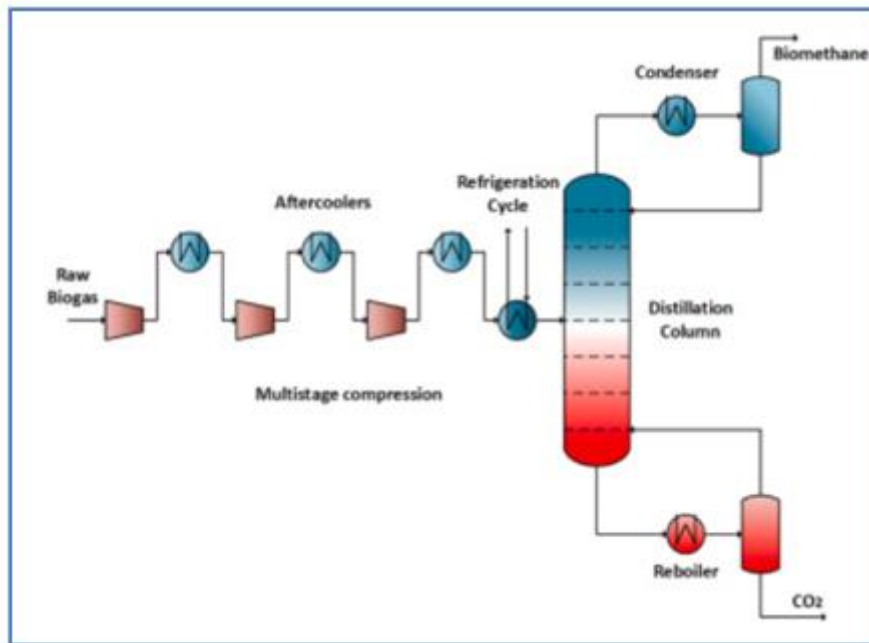 Biomethane
Condenser
Refrigeration
Cycle
Aftercoolers
Raw
Biogas
Distillation
Column
Multistage compression
Reboiler
CO₂